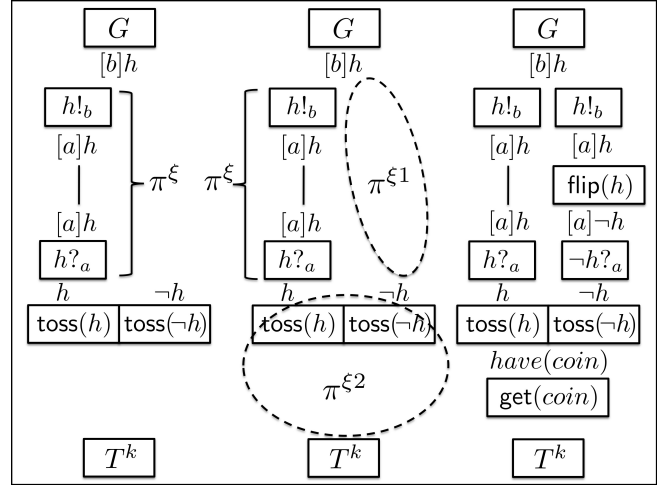 G G G
[b]h [b]h [b]h
h!_b h!_b h!_b h!_b
[a]h [a]h [a]h [a]h
π^ξ π^ξ π^{ξ1} flip(h)
[a]h [a]h [a]h [a]¬h
h?_a h?_a h?_a ¬h?_a
h ¬h h ¬h h ¬h
toss(h) toss(¬h) toss(h) toss(¬h) toss(h) toss(¬h)
have(coin)
π^{ξ2} get(coin)
T^k T^k T^k